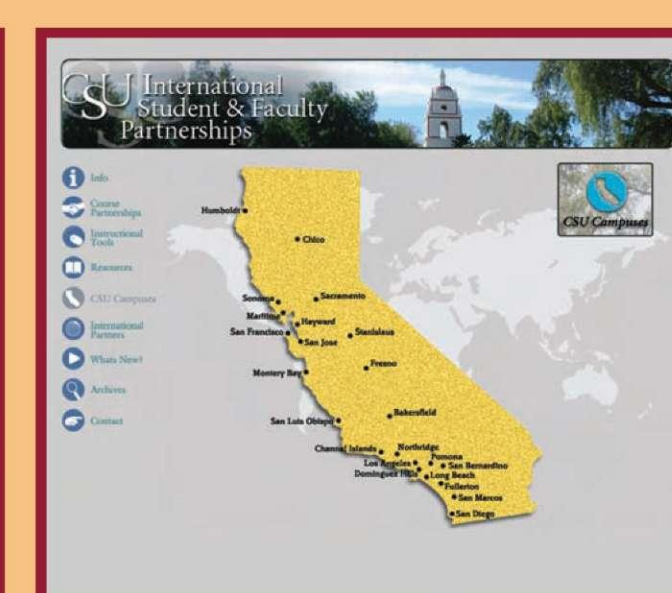 CSU International
Student & Faculty
Partnerships
Info
Course
Partnerships
Instructional
Tools
Resources
CSU Campuses
International
Partners
Whats New?
Archives
Contact
CSU Campuses
Humboldt
Chico
Sonoma
Sacramento
Maritime
Hayward
San Francisco
Stanislaus
San Jose
Fresno
Montery Bay
Bakersfield
San Luis Obispo
Channel Islands
Northridge
Los Angeles
Pomona
San Bernardino
Dominguez Hills
Long Beach
Fullerton
San Marcos
San Diego